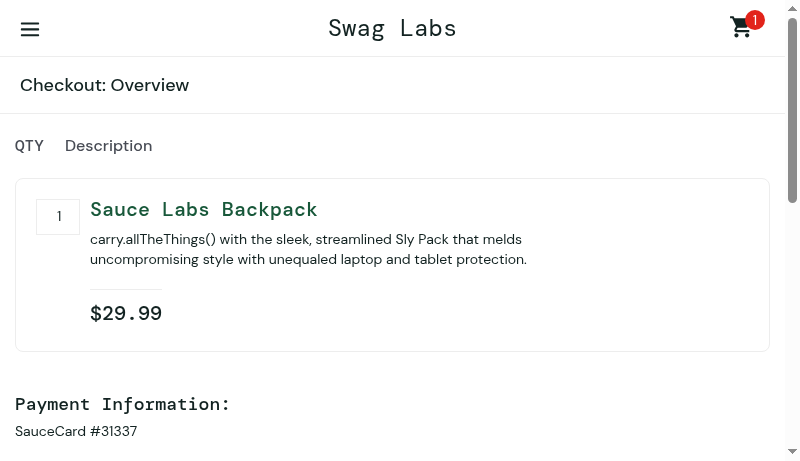 Swag Labs
1
Checkout: Overview
QTY Description
1
Sauce Labs Backpack
carry.allTheThings() with the sleek, streamlined Sly Pack that melds
uncompromising style with unequaled laptop and tablet protection.
$29.99
Payment Information:
SauceCard #31337